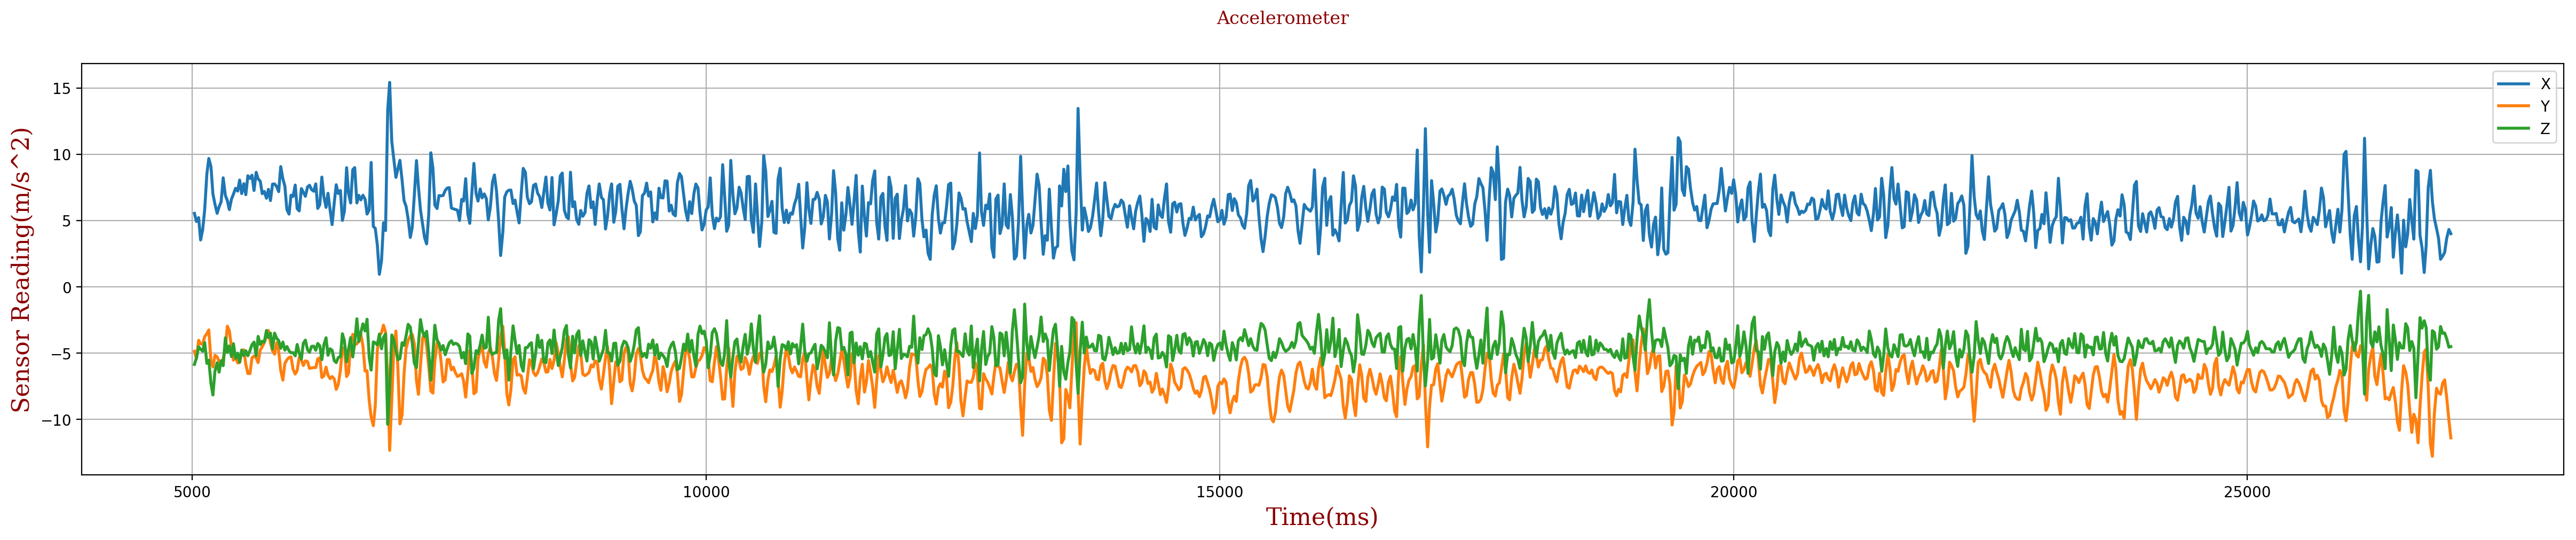 Accelerometer
Sensor Reading(m/s^2)
15
10
5
0
−5
−10
X
Y
Z
5000 10000 15000 20000 25000
Time(ms)